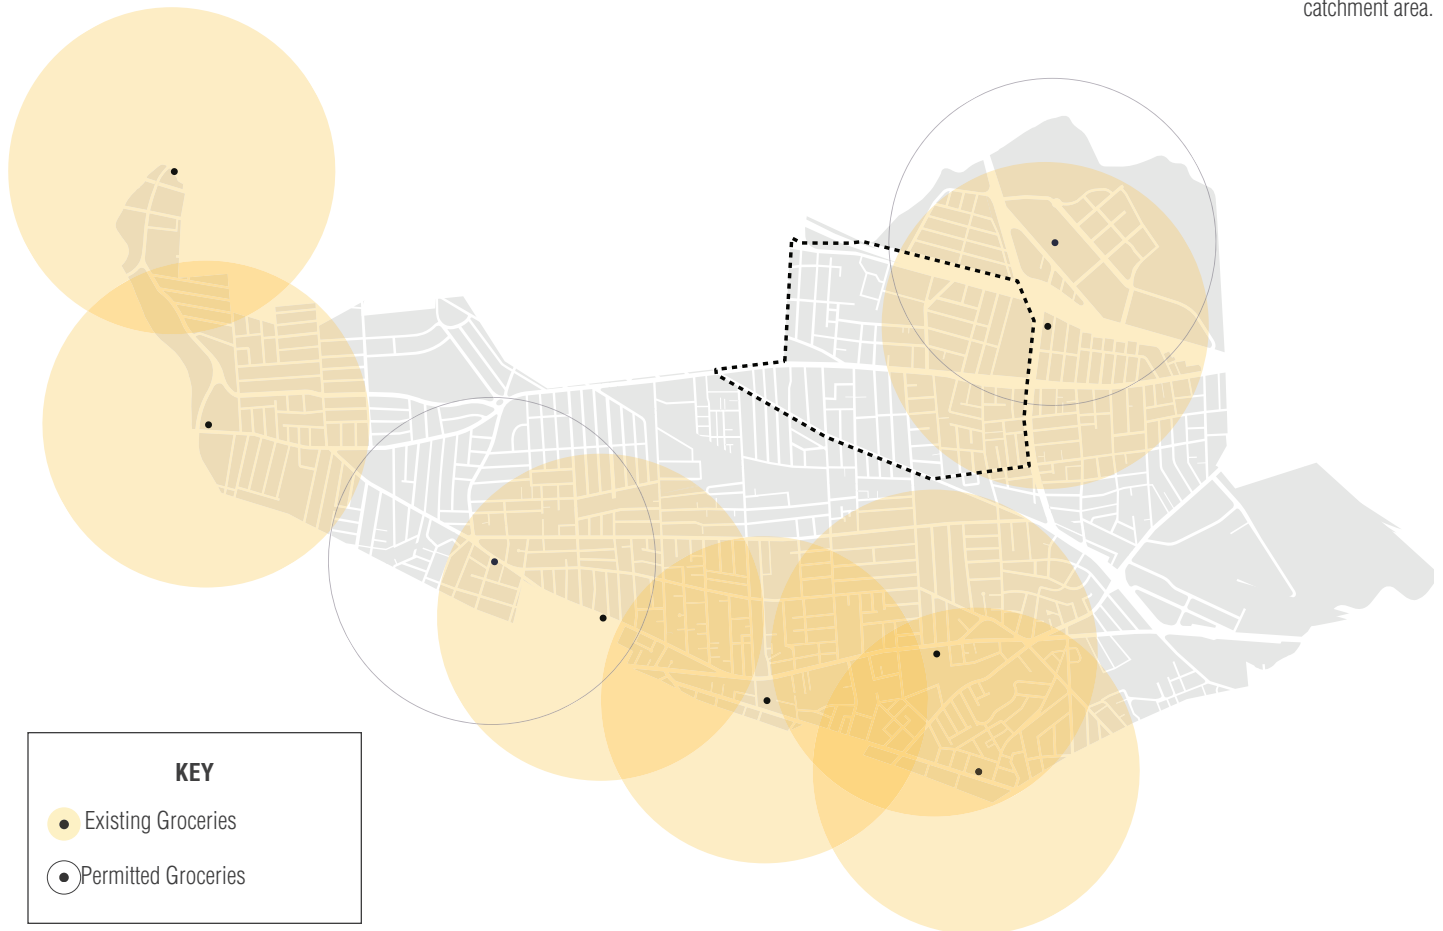 catchment area.
KEY
Existing Groceries
Permitted Groceries